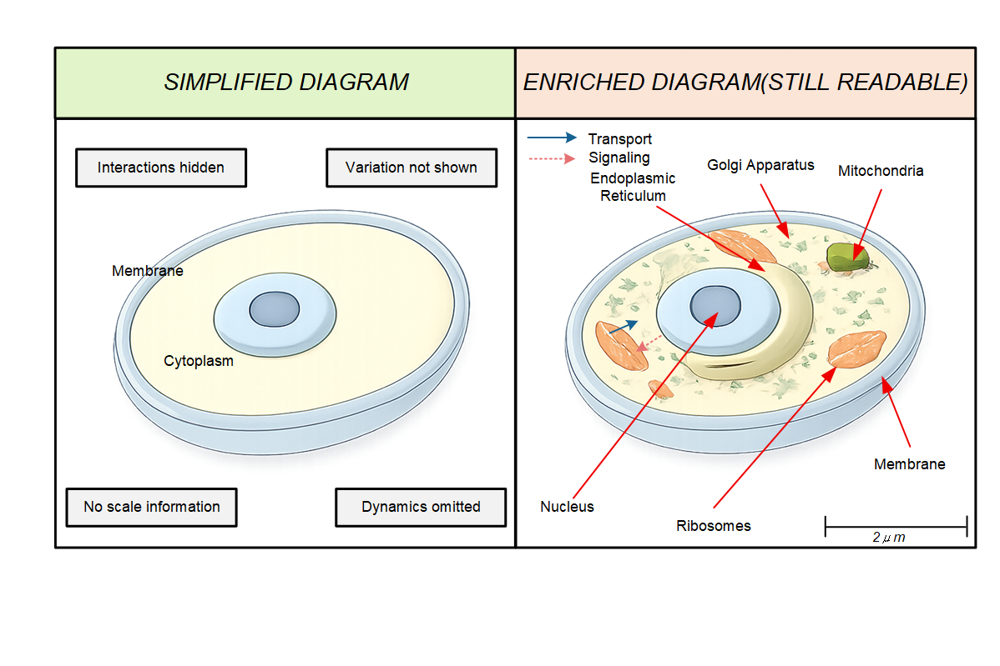 SIMPLIFIED DIAGRAM
ENRICHED DIAGRAM(STILL READABLE)
Interactions hidden
Variation not shown
Membrane
Cytoplasm
No scale information
Dynamics omitted
Transport
Signaling
Endoplasmic
Reticulum
Golgi Apparatus
Mitochondria
Membrane
Nucleus
Ribosomes
2μm